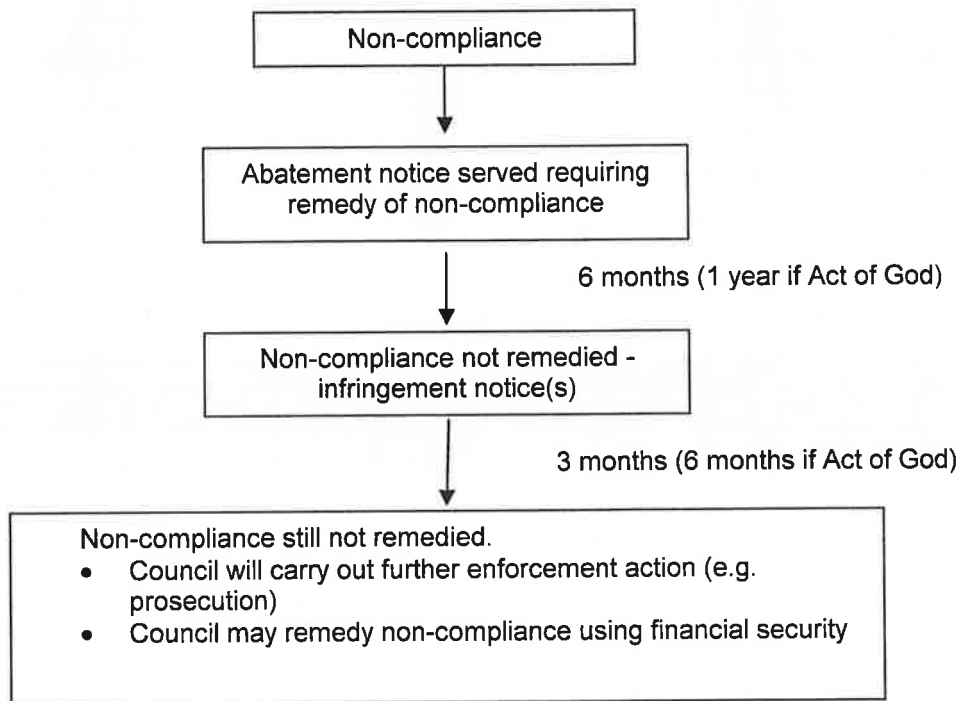 Non-compliance
Abatement notice served requiring
remedy of non-compliance
6 months (1 year if Act of God)
Non-compliance not remedied -
infringement notice(s)
3 months (6 months if Act of God)
Non-compliance still not remedied.
• Council will carry out further enforcement action (e.g.
prosecution)
• Council may remedy non-compliance using financial security